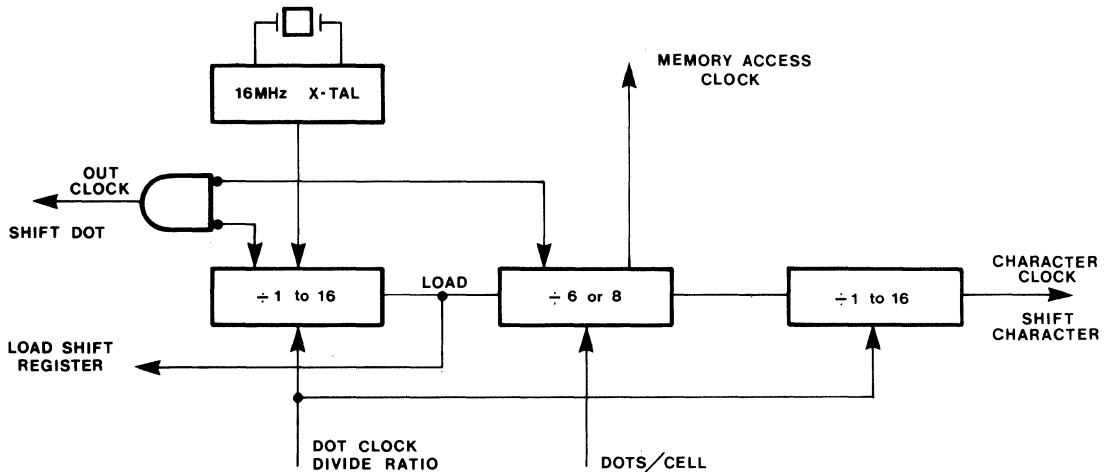 16MHz X-TAL
MEMORY ACCESS
CLOCK
OUT
CLOCK
SHIFT DOT
÷1 to 16
LOAD
÷6 or 8
÷1 to 16
CHARACTER
CLOCK
SHIFT
CHARACTER
LOAD SHIFT
REGISTER
DOT CLOCK
DIVIDE RATIO
DOTS/CELL